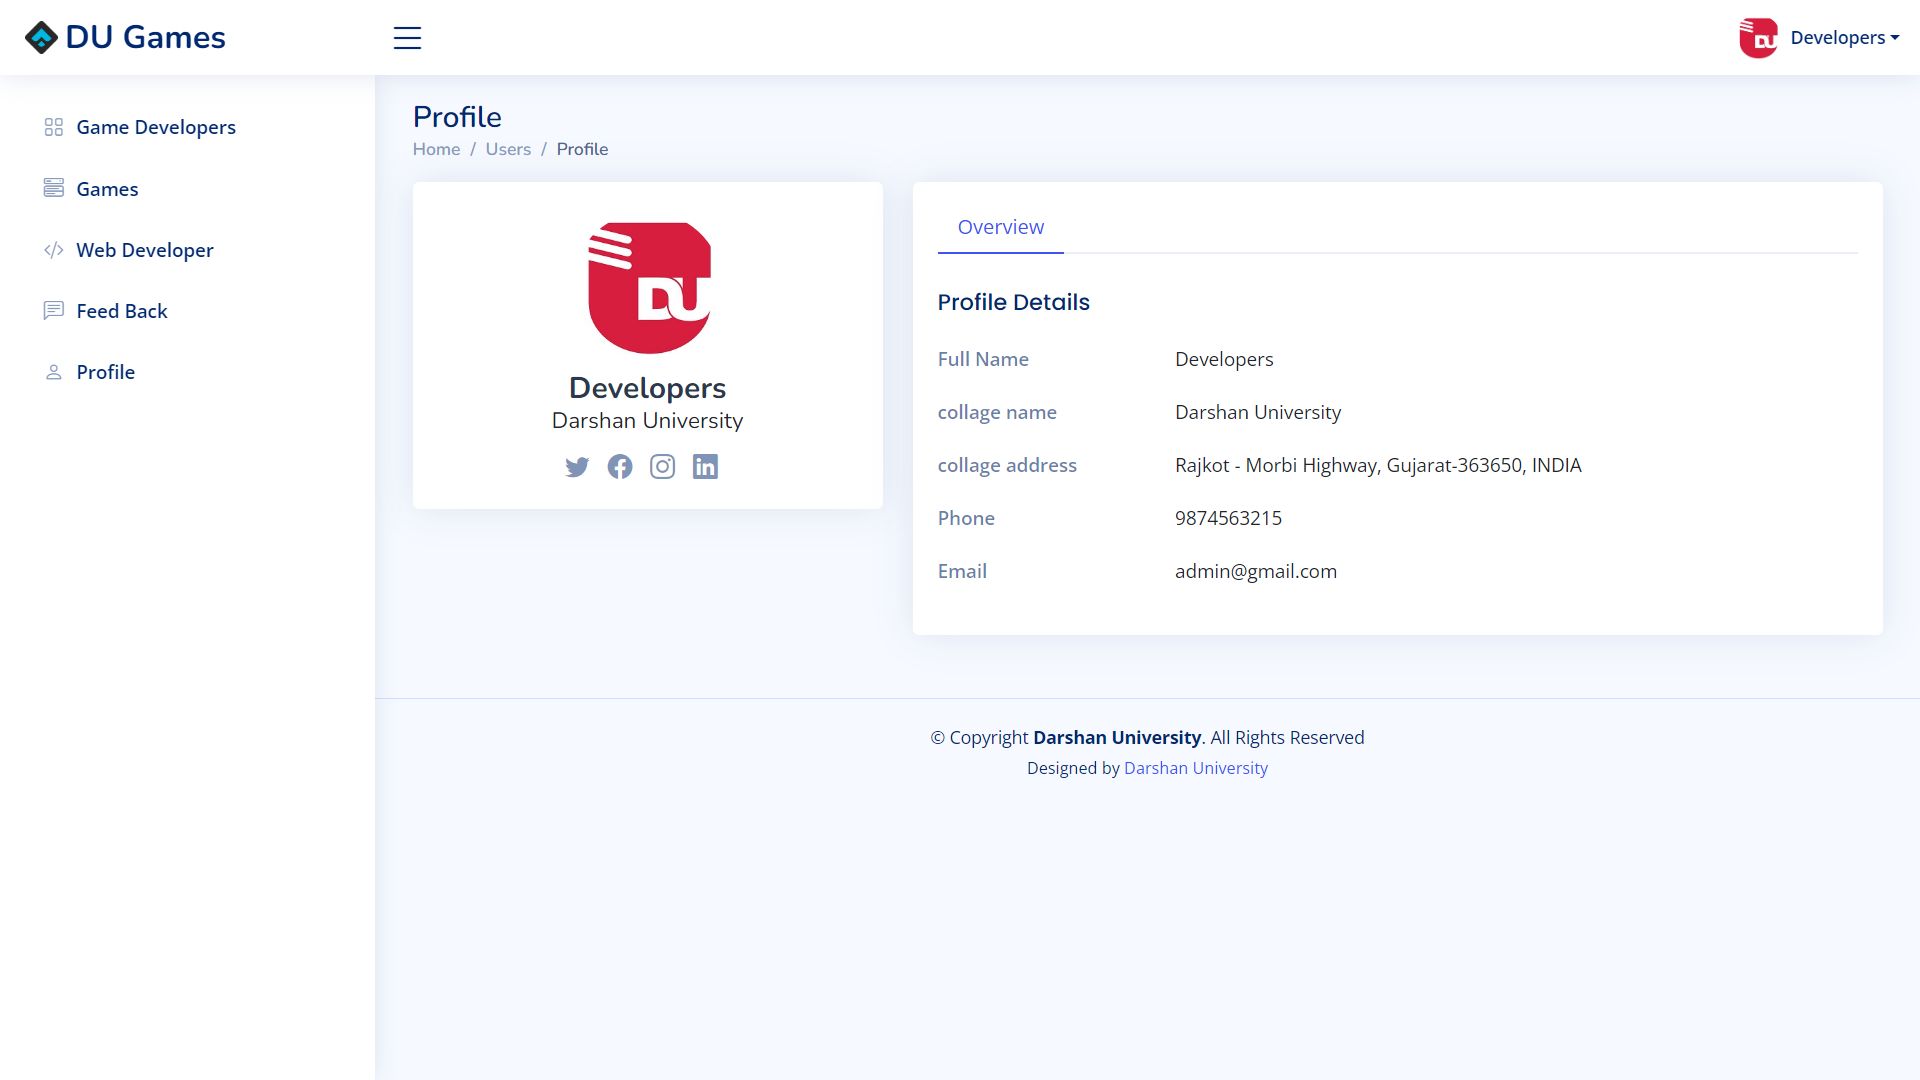 DU Games
DU Developers
Game Developers
Games
Web Developer
Feed Back
Profile
Profile
Home / Users / Profile
DU
Developers
Darshan University
Overview
Profile Details
Full Name Developers
collage name Darshan University
collage address Rajkot - Morbi Highway, Gujarat-363650, INDIA
Phone 9874563215
Email admin@gmail.com
© Copyright Darshan University. All Rights Reserved
Designed by Darshan University